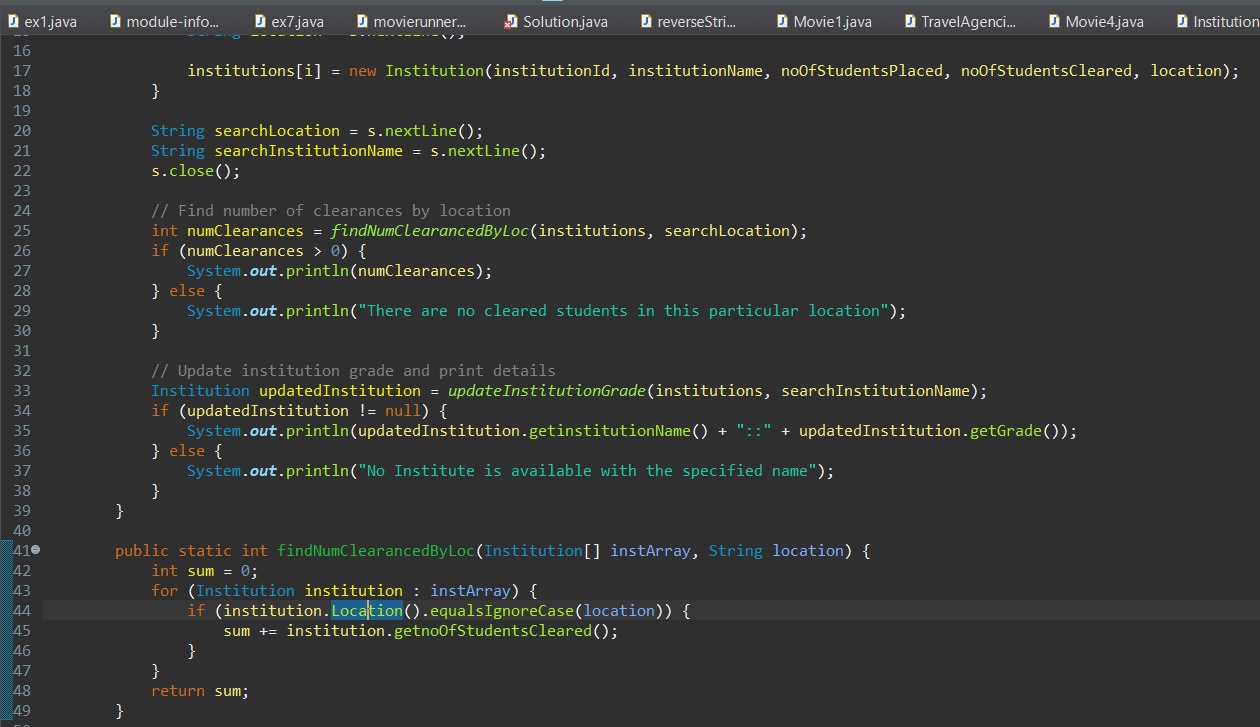 ex1.java module-info... ex7.java movierunner... Solution.java reverseStri... Movie1.java TravelAgenci... Movie4.java Institution
16
17 institutions[i] = new Institution(institutionId, institutionName, noOfStudentsPlaced, noOfStudentsCleared, location);
18 }
19
20 String searchLocation = s.nextLine();
21 String searchInstitutionName = s.nextLine();
22 s.close();
23
24 // Find number of clearances by location
25 int numClearances = findNumClearancedByLoc(institutions, searchLocation);
26 if (numClearances > 0) {
27 System.out.println(numClearances);
28 } else {
29 System.out.println("There are no cleared students in this particular location");
30 }
31
32 // Update institution grade and print details
33 Institution updatedInstitution = updateInstitutionGrade(institutions, searchInstitutionName);
34 if (updatedInstitution != null) {
35 System.out.println(updatedInstitution.getinstitutionName() + "::" + updatedInstitution.getGrade());
36 } else {
37 System.out.println("No Institute is available with the specified name");
38 }
39 }
40
41 public static int findNumClearancedByLoc(Institution[] instArray, String location) {
42 int sum = 0;
43 for (Institution institution : instArray) {
44 if (institution.Location().equalsIgnoreCase(location)) {
45 sum += institution.getnoOfStudentsCleared();
46 }
47 }
48 return sum;
49 }